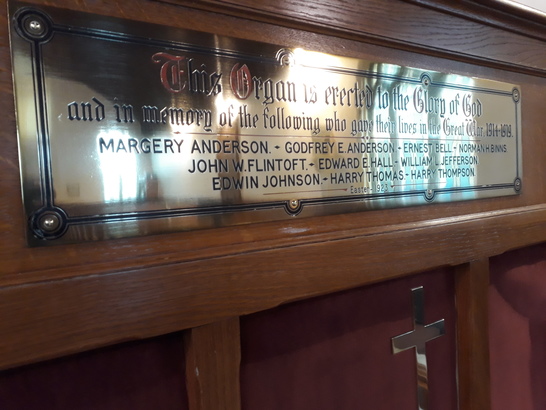 This Organ is erected to the Glory of God
and in memory of the following who gave their lives in the Great War 1914-1919.
MARGERY ANDERSON. - GODFREY E. ANDERSON - ERNEST BELL - NORMAN H. BINNS.
JOHN W. FLINTOFT. - EDWARD E. HALL - WILLIAM L. JEFFERSON
EDWIN JOHNSON. - HARRY THOMAS - HARRY THOMPSON.
Easter 1923